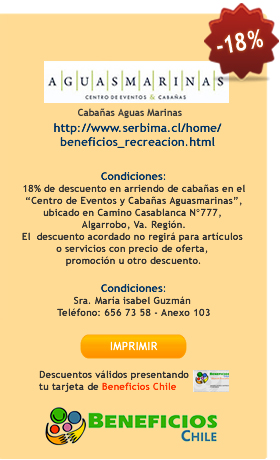 -18%
AGUASMARINAS
CENTRO DE EVENTOS & CABAÑAS
Cabañas Aguas Marinas
http://www.serbima.cl/home/
beneficios_recreacion.html
Condiciones:
18% de descuento en arriendo de cabañas en el
“Centro de Eventos y Cabañas Aguasmarinas”,
ubicado en Camino Casablanca N°777,
Algarrobo, Va. Región.
El descuento acordado no regirá para artículos
o servicios con precio de oferta,
promoción u otro descuento.
Condiciones:
Sra. María isabel Guzmán
Teléfono: 656 73 58 - Anexo 103
IMPRIMIR
Descuentos válidos presentando
tu tarjeta de Beneficios Chile
BENEFICIOS
CHILE